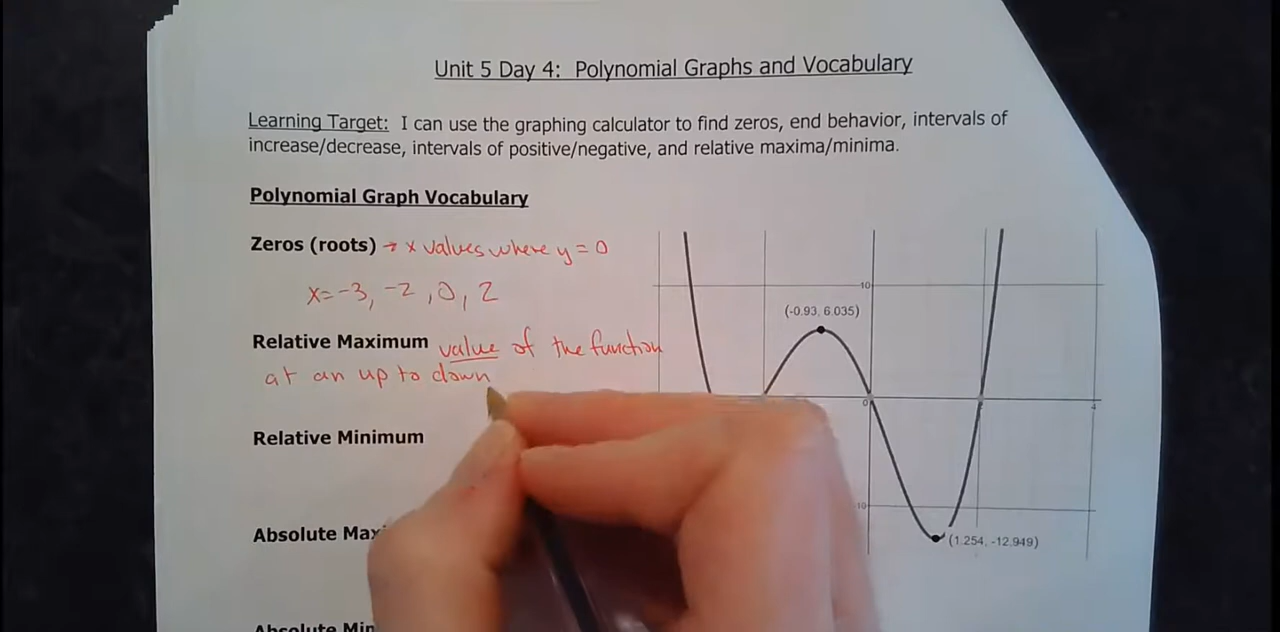 Unit 5 Day 4: Polynomial Graphs and Vocabulary
Learning Target: I can use the graphing calculator to find zeros, end behavior, intervals of
increase/decrease, intervals of positive/negative, and relative maxima/minima.
Polynomial Graph Vocabulary
Zeros (roots) → x values where y = 0
x = -3, -2, 0, 2
Relative Maximum value of the function
at an up to down
Relative Minimum
Absolute Max
Absolute Min
10
(-0.93, 6.035)
0
4
10
(1.254, -12.949)